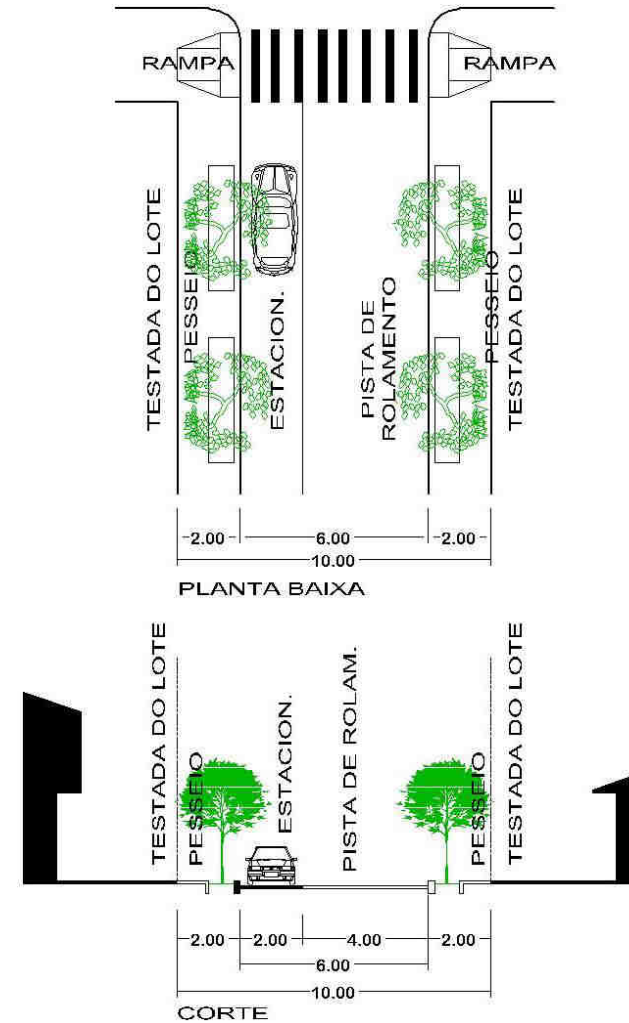 RAMPA
RAMPA
TESTADA DO LOTE
PESSEIO
ESTACION.
PISTA DE
ROLAMENTO
PESSEIO
TESTADA DO LOTE
2.00
6.00
2.00
10.00
PLANTA BAIXA
TESTADA DO LOTE
PESSEIO
ESTACION.
PISTA DE ROLAM.
PESSEIO
TESTADA DO LOTE
2.00
2.00
4.00
2.00
6.00
10.00
CORTE